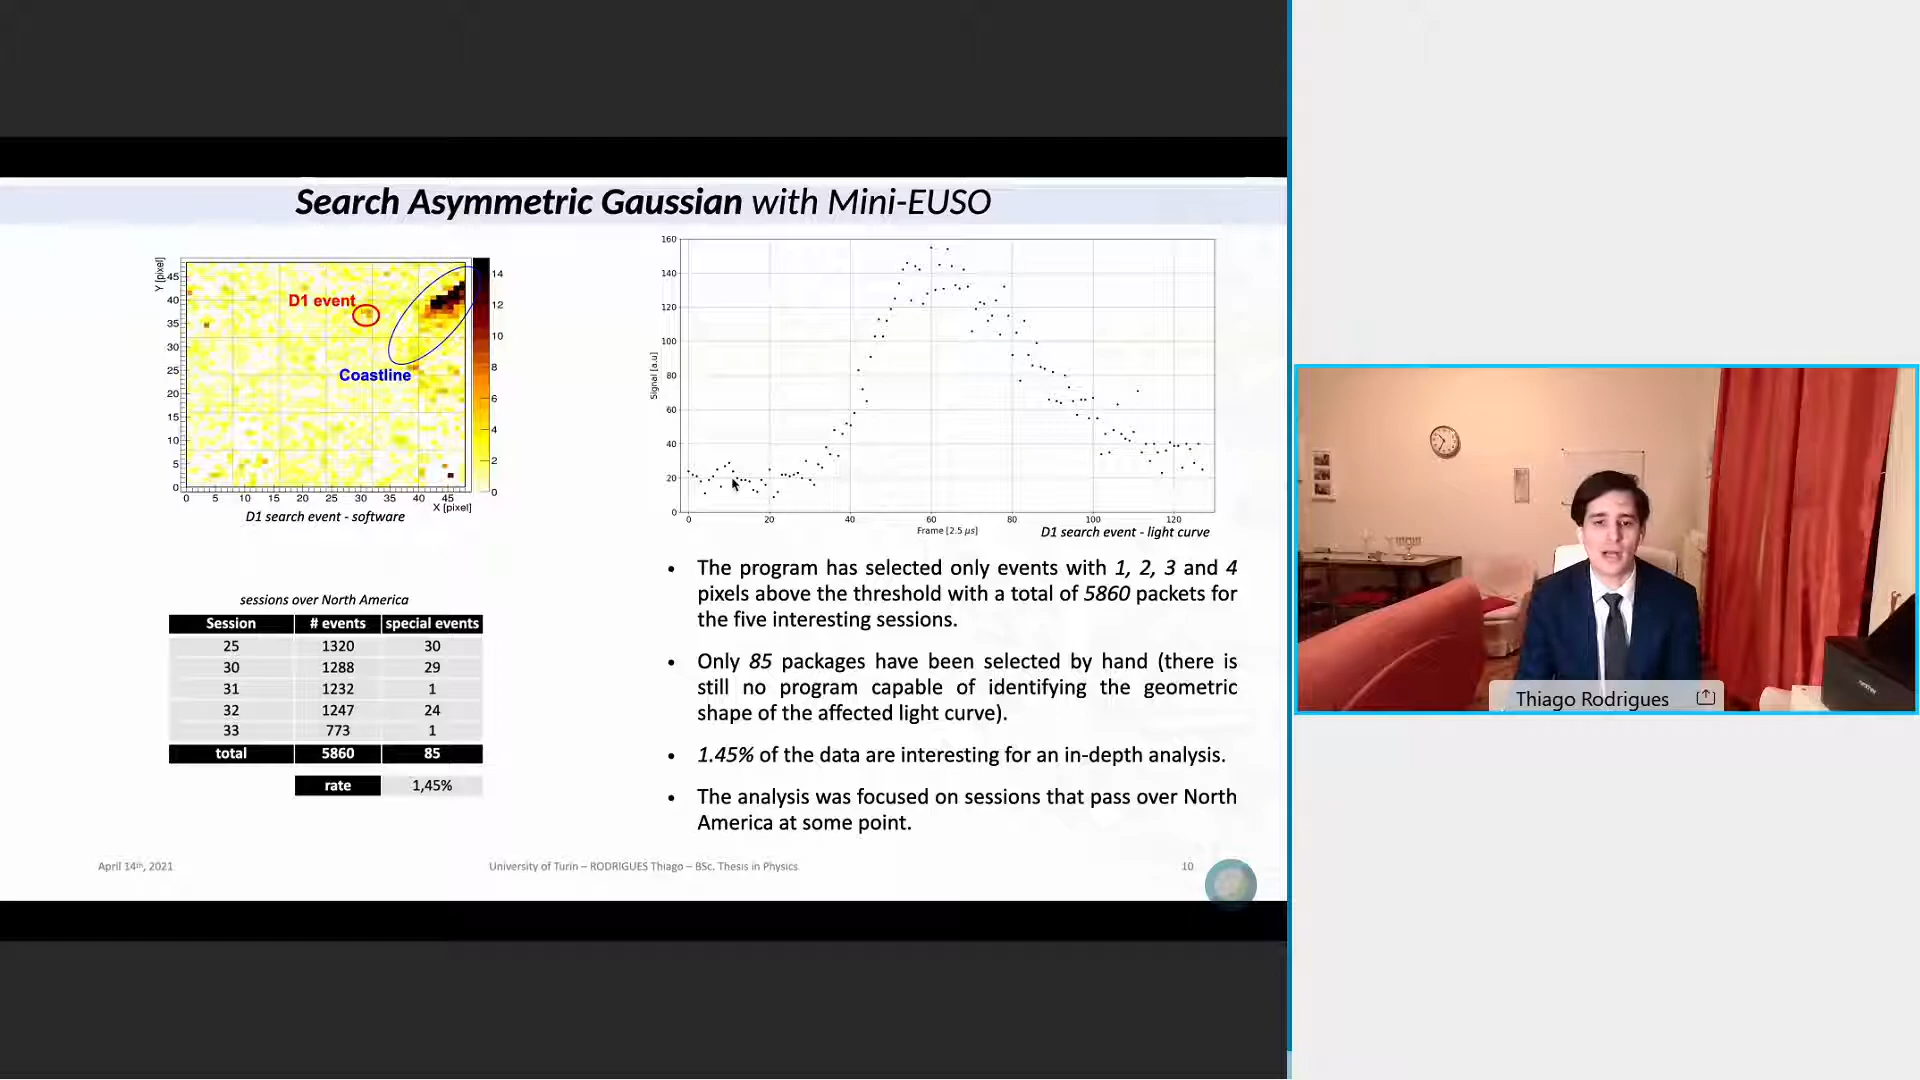 Search Asymmetric Gaussian with Mini-EUSO
Y [pixel]
45
40
35
30
25
20
15
10
5
0
0 5 10 15 20 25 30 35 40 45
X [pixel]
14
12
10
8
6
4
2
0
D1 event
Coastline
D1 search event - software
Signal [a.u]
160
140
120
100
80
60
40
20
0
0 20 40 60 80 100 120
Frame [2.5 µs]
D1 search event - light curve
sessions over North America
Session # events special events
25 1320 30
30 1288 29
31 1232 1
32 1247 24
33 773 1
total 5860 85
rate 1,45%
• The program has selected only events with 1, 2, 3 and 4
pixels above the threshold with a total of 5860 packets for
the five interesting sessions.
• Only 85 packages have been selected by hand (there is
still no program capable of identifying the geometric
shape of the affected light curve).
• 1.45% of the data are interesting for an in-depth analysis.
• The analysis was focused on sessions that pass over North
America at some point.
April 14th, 2021
University of Turin – RODRIGUES Thiago – BSc. Thesis in Physics
10
Thiago Rodrigues